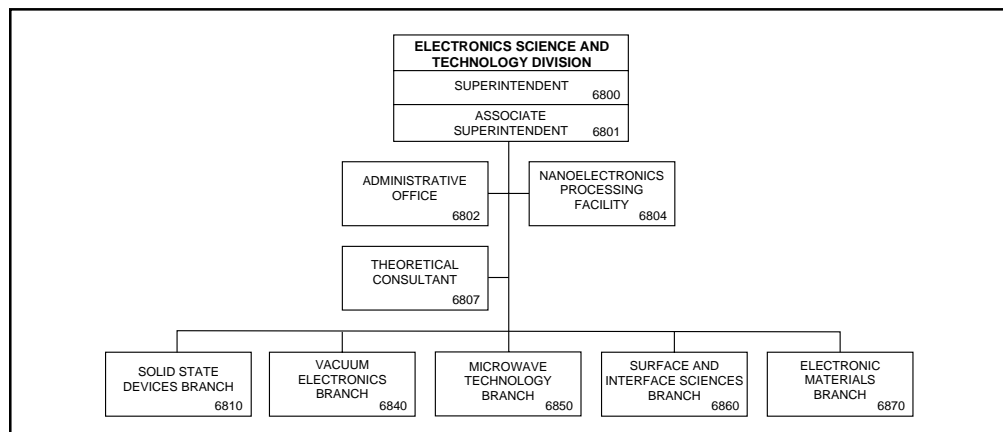 ELECTRONICS SCIENCE AND
TECHNOLOGY DIVISION
SUPERINTENDENT
6800
ASSOCIATE
SUPERINTENDENT
6801
ADMINISTRATIVE
OFFICE
6802
NANOELECTRONICS
PROCESSING
FACILITY
6804
THEORETICAL
CONSULTANT
6807
SOLID STATE
DEVICES BRANCH
6810
VACUUM
ELECTRONICS
BRANCH
6840
MICROWAVE
TECHNOLOGY
BRANCH
6850
SURFACE AND
INTERFACE SCIENCES
BRANCH
6860
ELECTRONIC
MATERIALS
BRANCH
6870